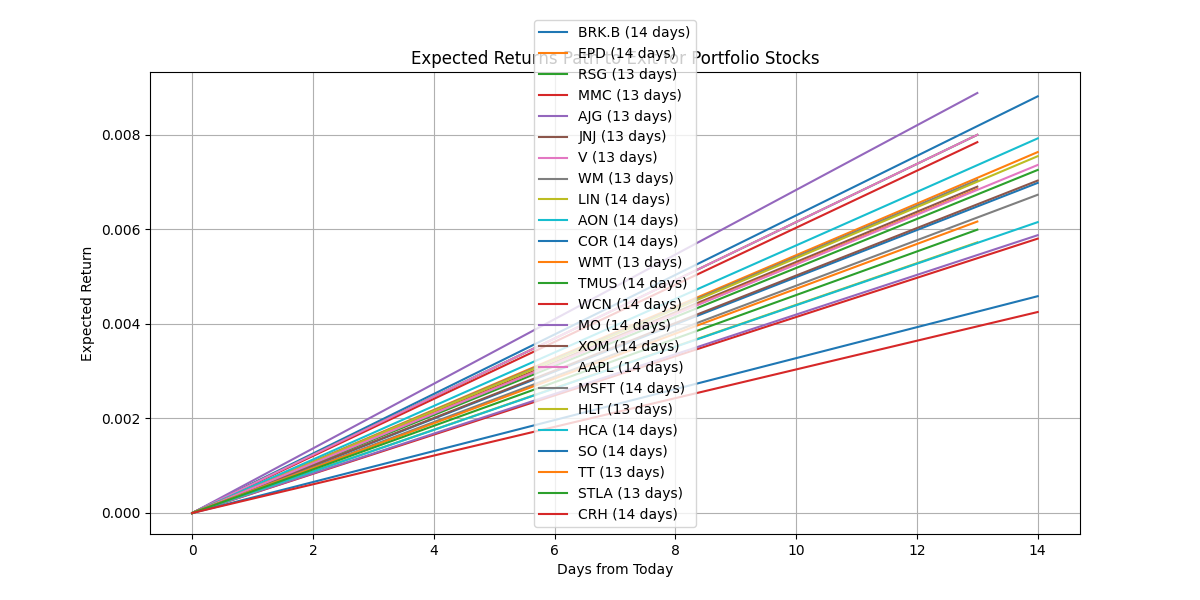 Expected Returns Path to Exit for Portfolio Stocks
BRK.B (14 days)
EPD (14 days)
RSG (13 days)
MMC (13 days)
AJG (13 days)
JNJ (13 days)
V (13 days)
WM (13 days)
LIN (14 days)
AON (14 days)
COR (14 days)
WMT (13 days)
TMUS (14 days)
WCN (14 days)
MO (14 days)
XOM (14 days)
AAPL (14 days)
MSFT (14 days)
HLT (13 days)
HCA (14 days)
SO (14 days)
TT (13 days)
STLA (13 days)
CRH (14 days)
Expected Return
0.008
0.006
0.004
0.002
0.000
0 2 4 6 8 10 12 14
Days from Today